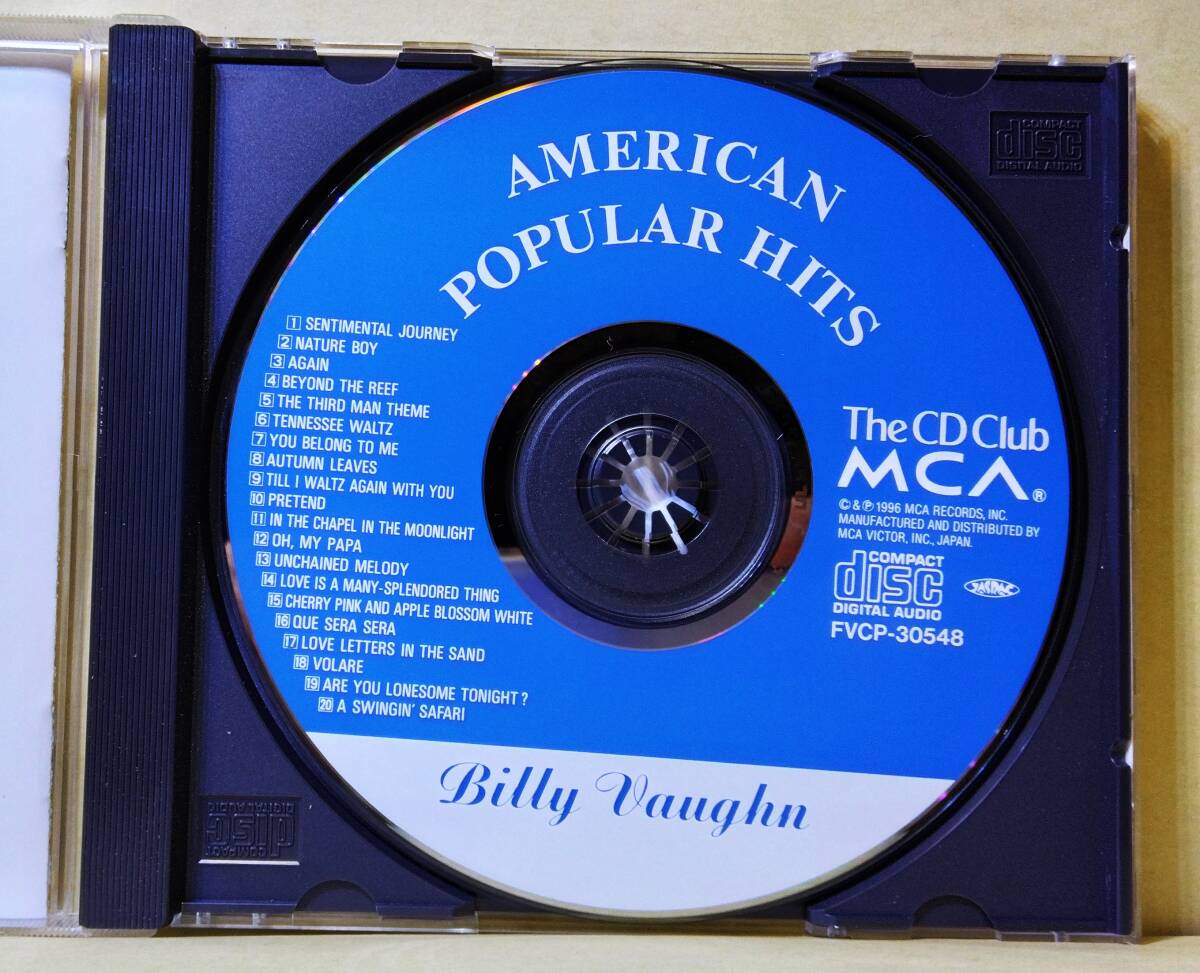 AMERICAN
POPULAR HITS
1 SENTIMENTAL JOURNEY
2 NATURE BOY
3 AGAIN
4 BEYOND THE REEF
5 THE THIRD MAN THEME
6 TENNESSEE WALTZ
7 YOU BELONG TO ME
8 AUTUMN LEAVES
9 TILL I WALTZ AGAIN WITH YOU
10 PRETEND
11 IN THE CHAPEL IN THE MOONLIGHT
12 OH, MY PAPA
13 UNCHAINED MELODY
14 LOVE IS A MANY-SPLENDORED THING
15 CHERRY PINK AND APPLE BLOSSOM WHITE
16 QUE SERA SERA
17 LOVE LETTERS IN THE SAND
18 VOLARE
19 ARE YOU LONESOME TONIGHT?
20 A SWINGIN' SAFARI
The CD Club
MCA®
© & ℗ 1996 MCA RECORDS, INC.
MANUFACTURED AND DISTRIBUTED BY
MCA VICTOR, INC., JAPAN.
COMPACT
disc
DIGITAL AUDIO
JASRAC
FVCP-30548
Billy Vaughn
COMPACT
disc
DIGITAL AUDIO
COMPACT
disc
DIGITAL AUDIO